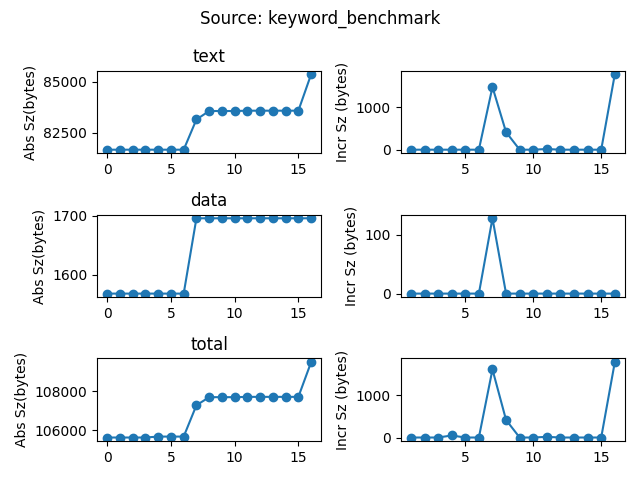 Source: keyword_benchmark
text
Abs Sz(bytes)
85000
82500
0 5 10 15
Incr Sz (bytes)
1000
0
5 10 15
data
Abs Sz(bytes)
1700
1600
0 5 10 15
Incr Sz (bytes)
100
0
5 10 15
total
Abs Sz(bytes)
108000
106000
0 5 10 15
Incr Sz (bytes)
1000
0
5 10 15